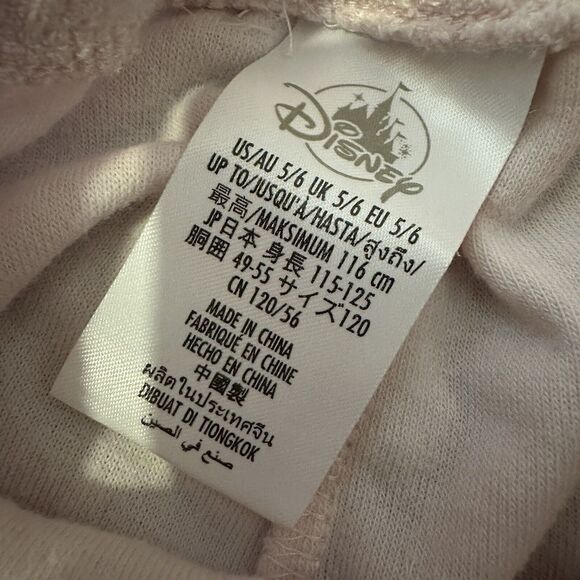 Disney
US/AU 5/6 UK 5/6 EU 5/6
UP TO/JUSQU'À/HASTA/สูงถึง/
最高/MAKSIMUM 116 cm
JP日本 身長 115-125
胴囲 49-55 サイズ120
CN 120/56
MADE IN CHINA
FABRIQUE EN CHINE
HECHO EN CHINA
中國製
ผลิตในประเทศจีน
DIBUAT DI TIONGKOK
صنع في الصين